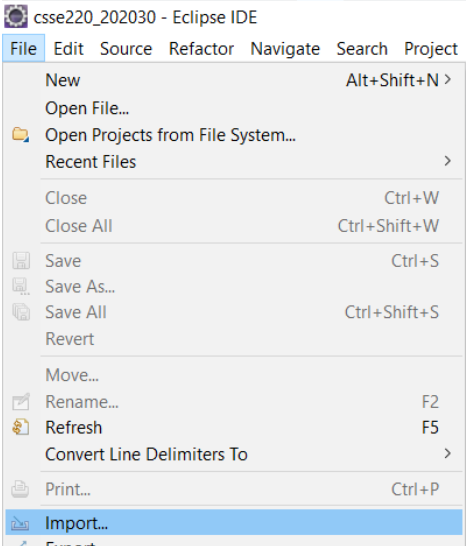 csse220_202030 - Eclipse IDE
File Edit Source Refactor Navigate Search Project
New Alt+Shift+N >
Open File...
Open Projects from File System...
Recent Files >
Close Ctrl+W
Close All Ctrl+Shift+W
Save Ctrl+S
Save As...
Save All Ctrl+Shift+S
Revert
Move...
Rename... F2
Refresh F5
Convert Line Delimiters To >
Print... Ctrl+P
Import...